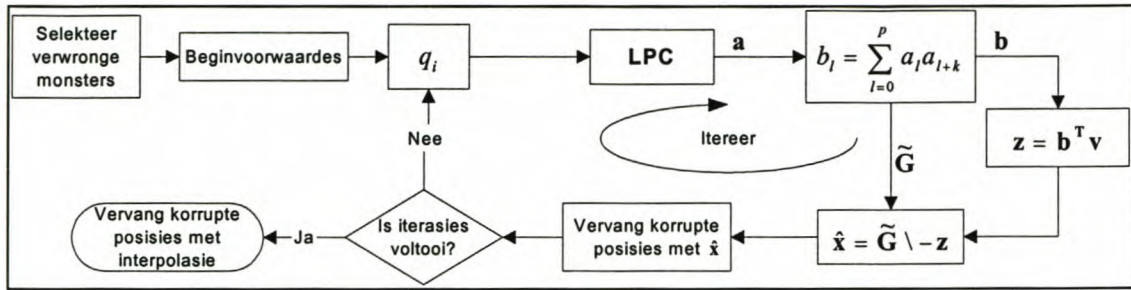 Selekteer
verwronge
monsters
Beginvoorwaardes
q_i
LPC
a
b_l = \sum_{l=0}^{p} a_l a_{l+k}
b
z = b^T v
Nee
Itereer
G̃
Vervang korrupte
posisies met
interpolasie
Ja
Is iterasies
voltooi?
Vervang korrupte
posisies met x̂
x̂ = G̃ \ −z